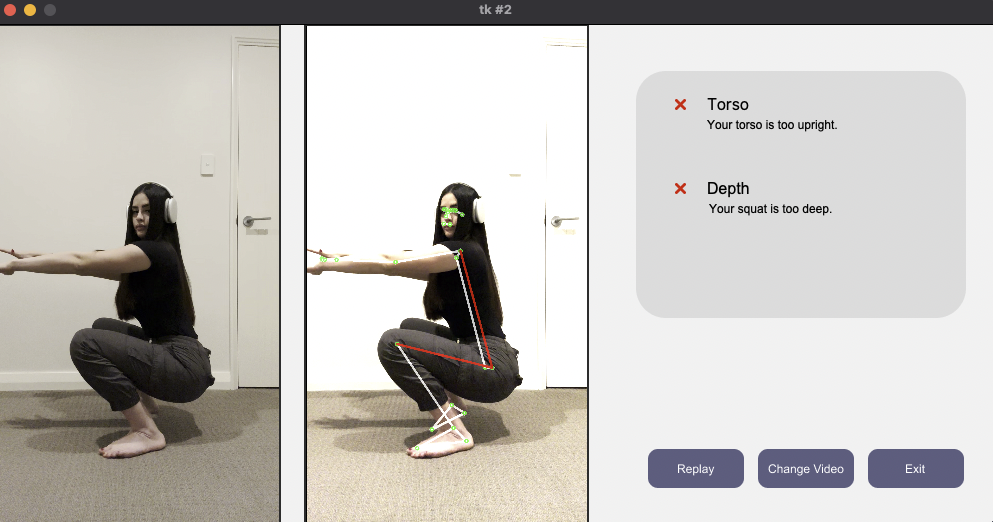 tk #2
Torso
Your torso is too upright.
Depth
Your squat is too deep.
Replay
Change Video
Exit